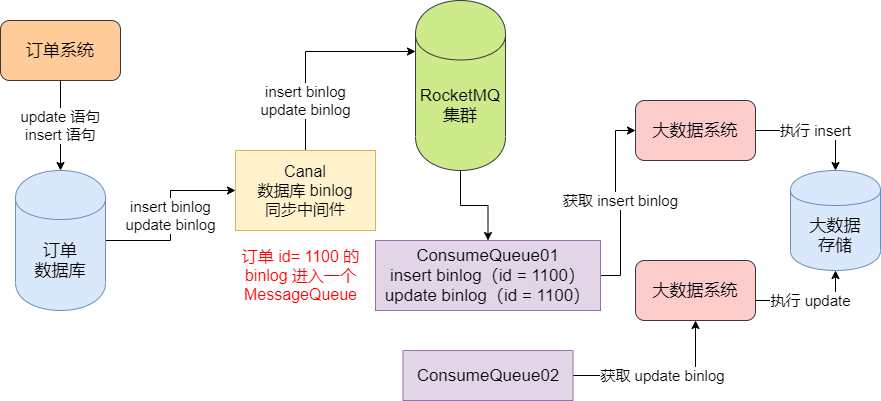 订单系统
update 语句
insert 语句
订单
数据库
insert binlog
update binlog
Canal
数据库 binlog
同步中间件
insert binlog
update binlog
RocketMQ
集群
订单 id= 1100 的
binlog 进入一个
MessageQueue
ConsumeQueue01
insert binlog（id = 1100）
update binlog（id = 1100）
ConsumeQueue02
获取 insert binlog
获取 update binlog
大数据系统
执行 insert
大数据系统
执行 update
大数据
存储